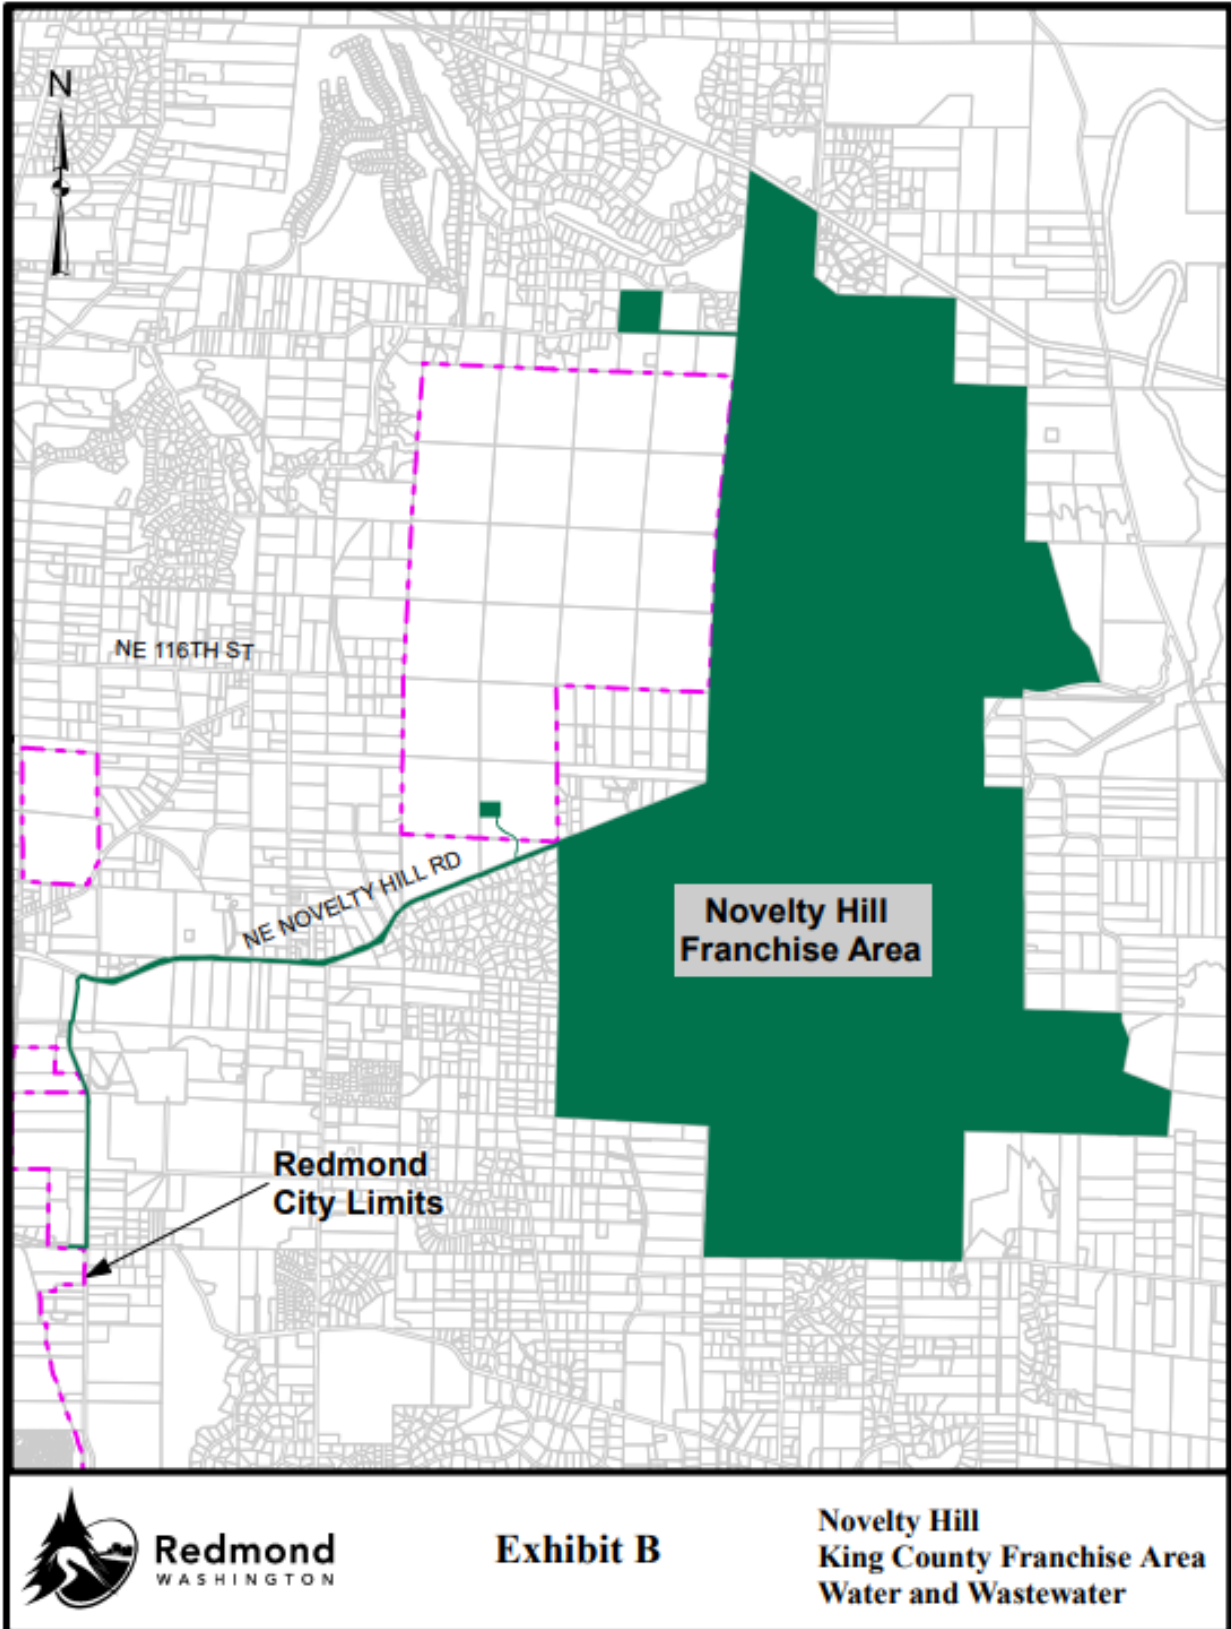 N
NE 116TH ST
NE NOVELTY HILL RD
Novelty Hill
Franchise Area
Redmond
City Limits
Redmond
WASHINGTON
Exhibit B
Novelty Hill
King County Franchise Area
Water and Wastewater